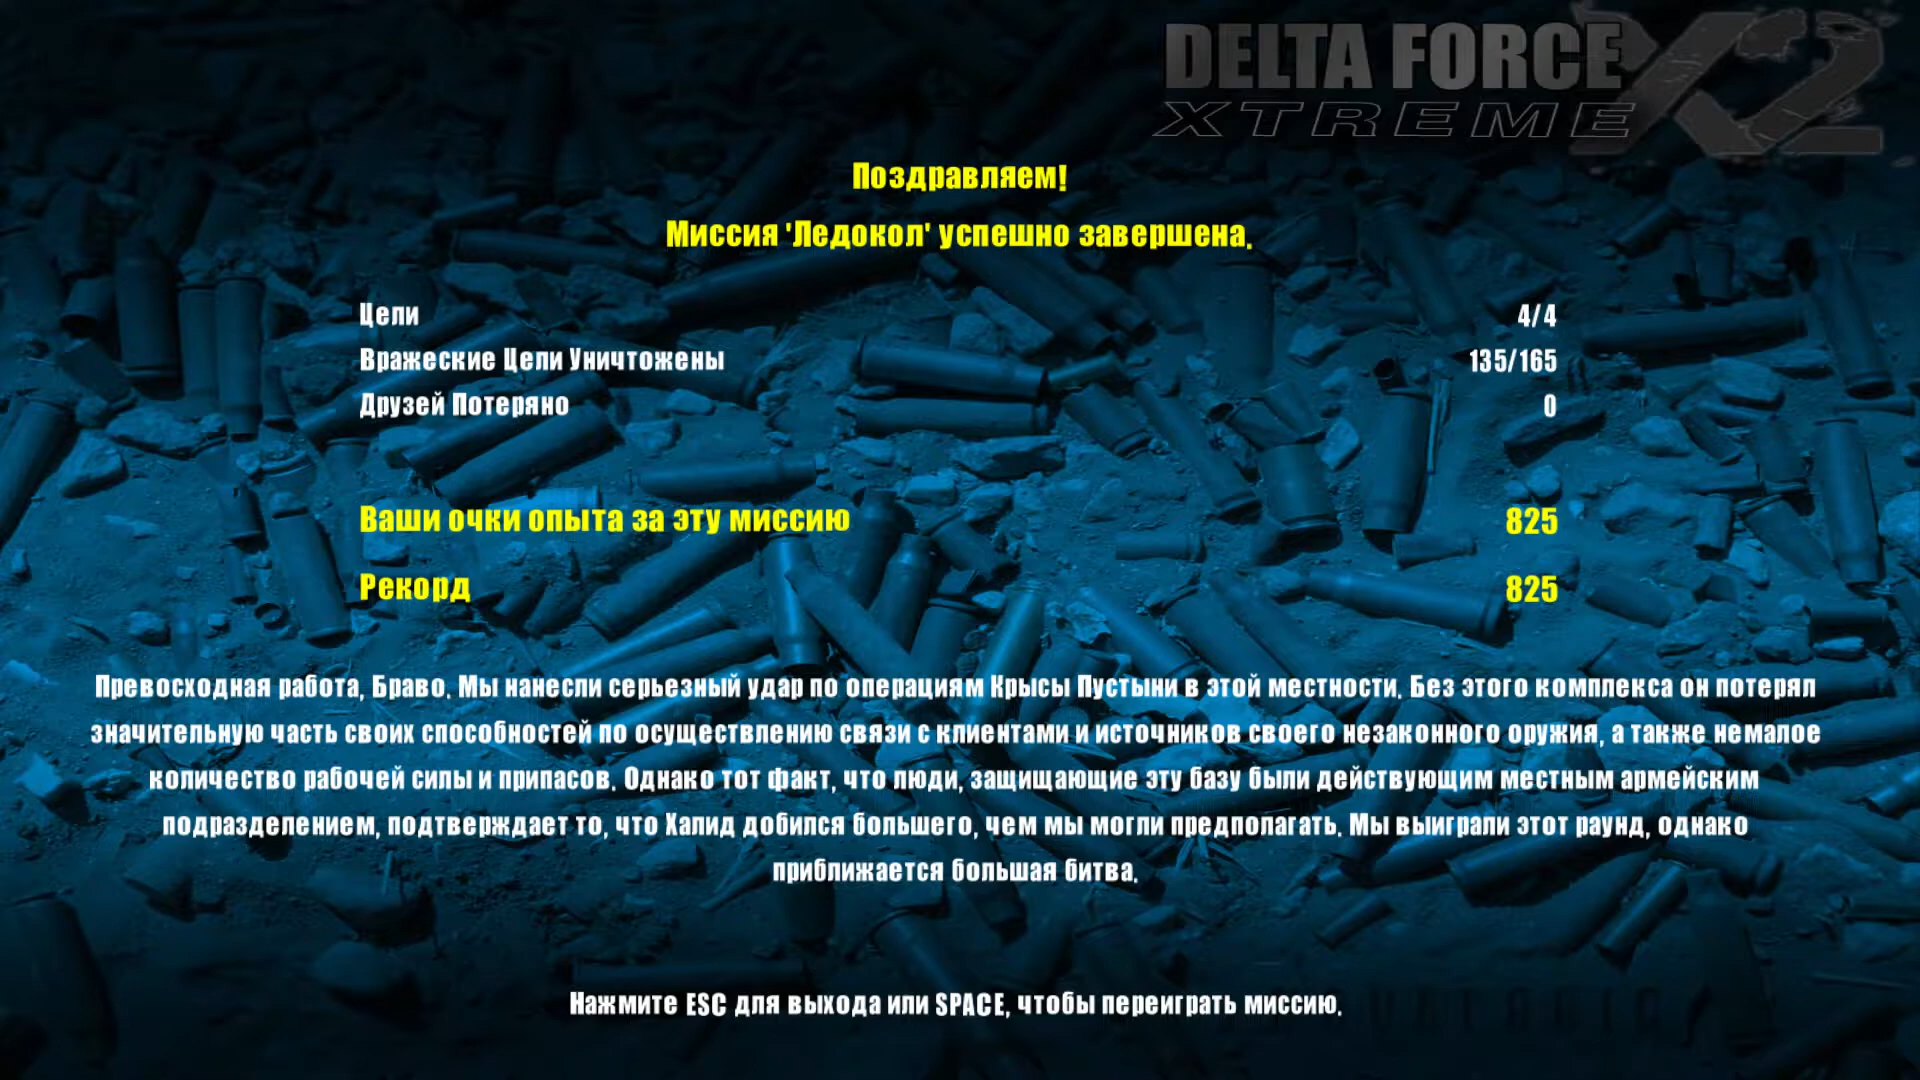 DELTA FORCE X2
XTREME
Поздравляем!
Миссия 'Ледокол' успешно завершена.
Цели 4/4
Вражеские Цели Уничтожены 135/165
Друзей Потеряно 0
Ваши очки опыта за эту миссию 825
Рекорд 825
Превосходная работа, Браво. Мы нанесли серьезный удар по операциям Крысы Пустыни в этой местности. Без этого комплекса он потерял
значительную часть своих способностей по осуществлению связи с клиентами и источников своего незаконного оружия, а также немалое
количество рабочей силы и припасов. Однако тот факт, что люди, защищающие эту базу были действующим местным армейским
подразделением, подтверждает то, что Халид добился большего, чем мы могли предполагать. Мы выиграли этот раунд, однако
приближается большая битва.
Нажмите ESC для выхода или SPACE, чтобы переиграть миссию.